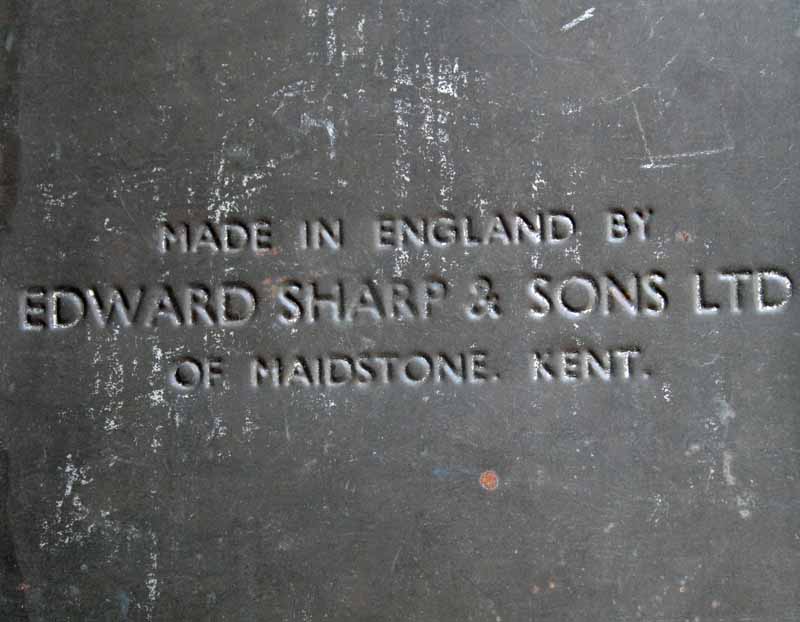 MADE IN ENGLAND BY
EDWARD SHARP & SONS LTD
OF MAIDSTONE. KENT.